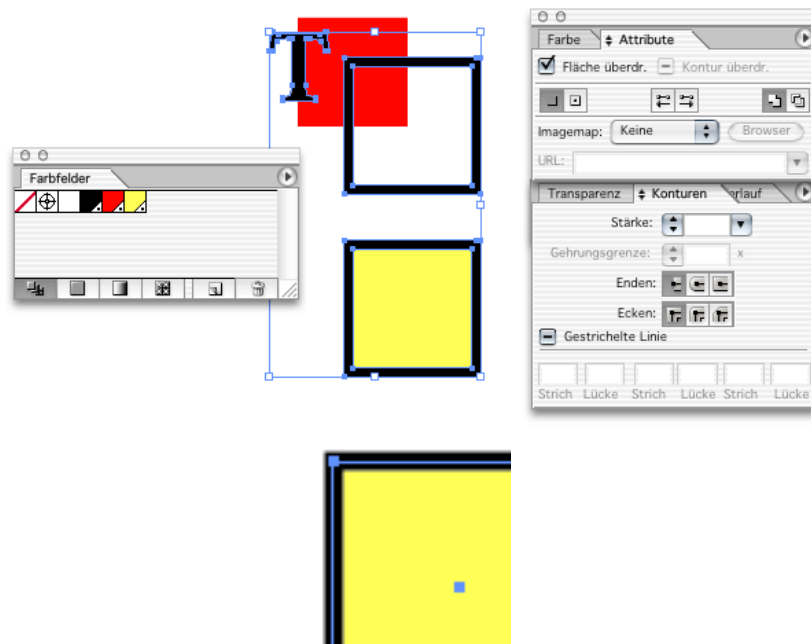 T
Farbe Attribute
Fläche überdr. Kontur überdr.
Imagemap: Keine Browser
URL:
Farbfelder
Transparenz Konturen erlauf
Stärke:
Gehrungsgrenze: x
Enden:
Ecken:
Gestrichelte Linie
Strich Lücke Strich Lücke Strich Lücke